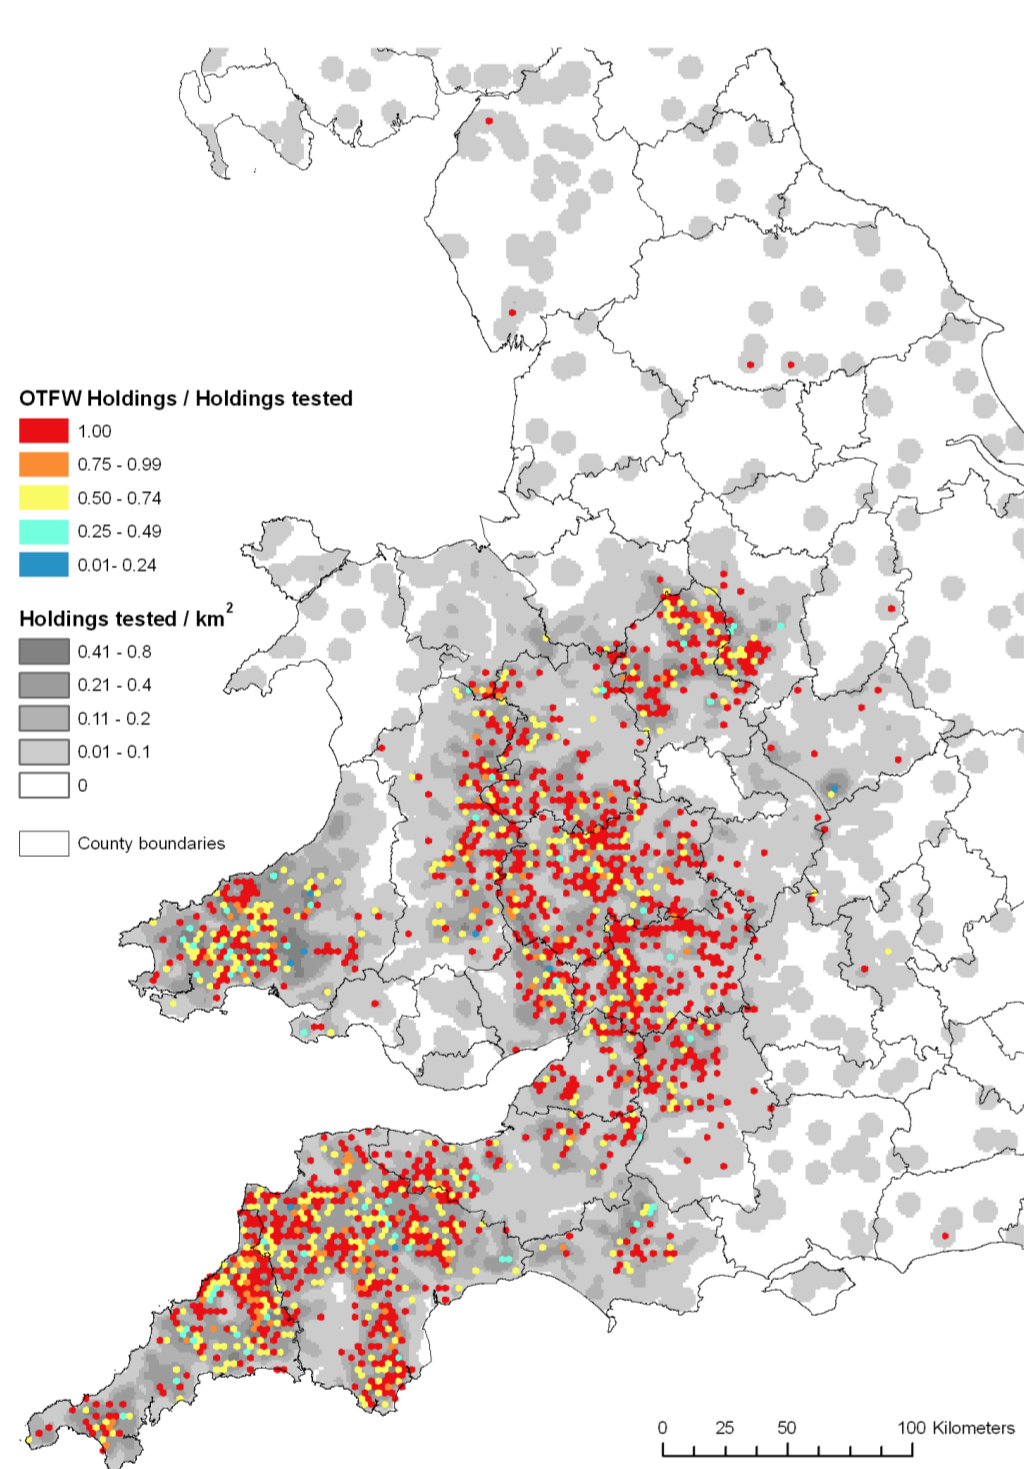 OTFW Holdings / Holdings tested
1.00
0.75 - 0.99
0.50 - 0.74
0.25 - 0.49
0.01- 0.24
Holdings tested / km2
0.41 - 0.8
0.21 - 0.4
0.11 - 0.2
0.01 - 0.1
0
County boundaries
0 25 50 100 Kilometers